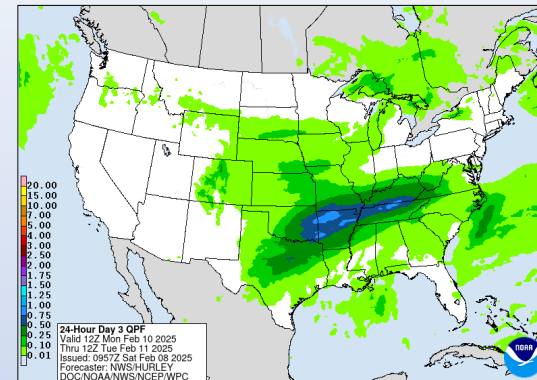 20.00
15.00
10.00
7.00
5.00
4.00
3.00
2.50
2.00
1.75
1.50
1.25
1.00
0.75
0.50
0.25
0.10
0.01
24-Hour Day 3 QPF
Valid 12Z Mon Feb 10 2025
Thru 12Z Tue Feb 11 2025
Issued: 0957Z Sat Feb 08 2025
Forecaster: NWS/HURLEY
DOC/NOAA/NWS/NCEP/WPC
NOAA